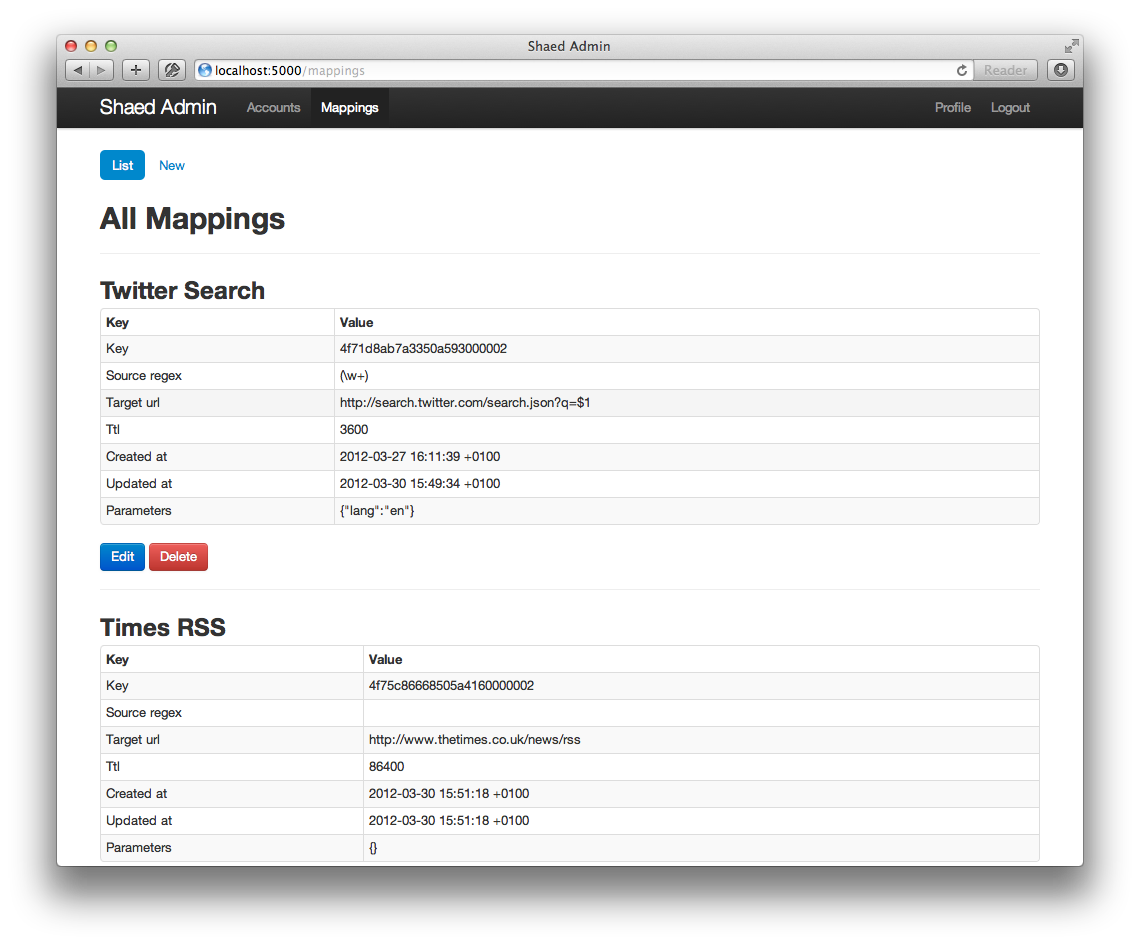 Shaed Admin
localhost:5000/mappings
Reader
Shaed Admin Accounts Mappings Profile Logout
List New
All Mappings
Twitter Search
Key Value
Key 4f71d8ab7a3350a593000002
Source regex (\w+)
Target url http://search.twitter.com/search.json?q=$1
Ttl 3600
Created at 2012-03-27 16:11:39 +0100
Updated at 2012-03-30 15:49:34 +0100
Parameters {"lang":"en"}
Edit Delete
Times RSS
Key Value
Key 4f75c86668505a4160000002
Source regex
Target url http://www.thetimes.co.uk/news/rss
Ttl 86400
Created at 2012-03-30 15:51:18 +0100
Updated at 2012-03-30 15:51:18 +0100
Parameters {}